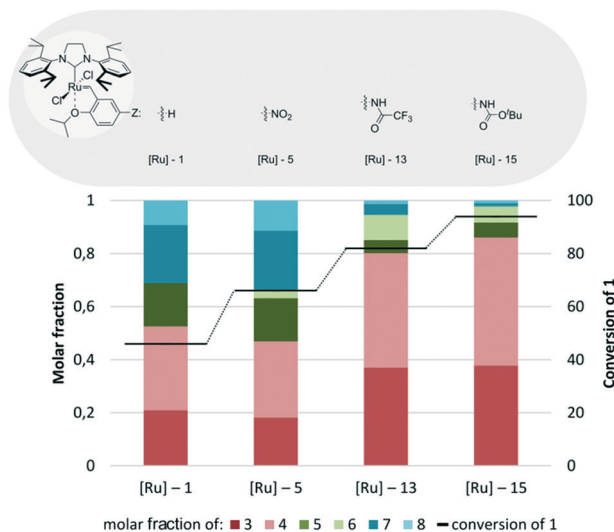 N
N
Cl
Ru
Cl
O
Z:
H
NO₂
NH
O
CF₃
NH
O
OᵗBu
[Ru] - 1
[Ru] - 5
[Ru] - 13
[Ru] - 15
Molar fraction
Conversion of 1
1
0,8
0,6
0,4
0,2
0
100
80
60
40
20
0
[Ru] – 1
[Ru] – 5
[Ru] – 13
[Ru] – 15
molar fraction of: 3 4 5 6 7 8 conversion of 1